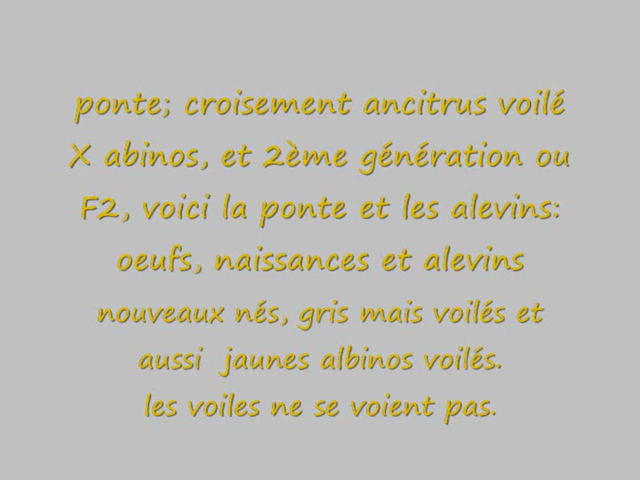 ponte; croisement ancitrus voilé
X abinos, et 2ème génération ou
F2, voici la ponte et les alevins:
oeufs, naissances et alevins
nouveaux nés, gris mais voilés et
aussi  jaunes albinos voilés.
les voiles ne se voient pas.